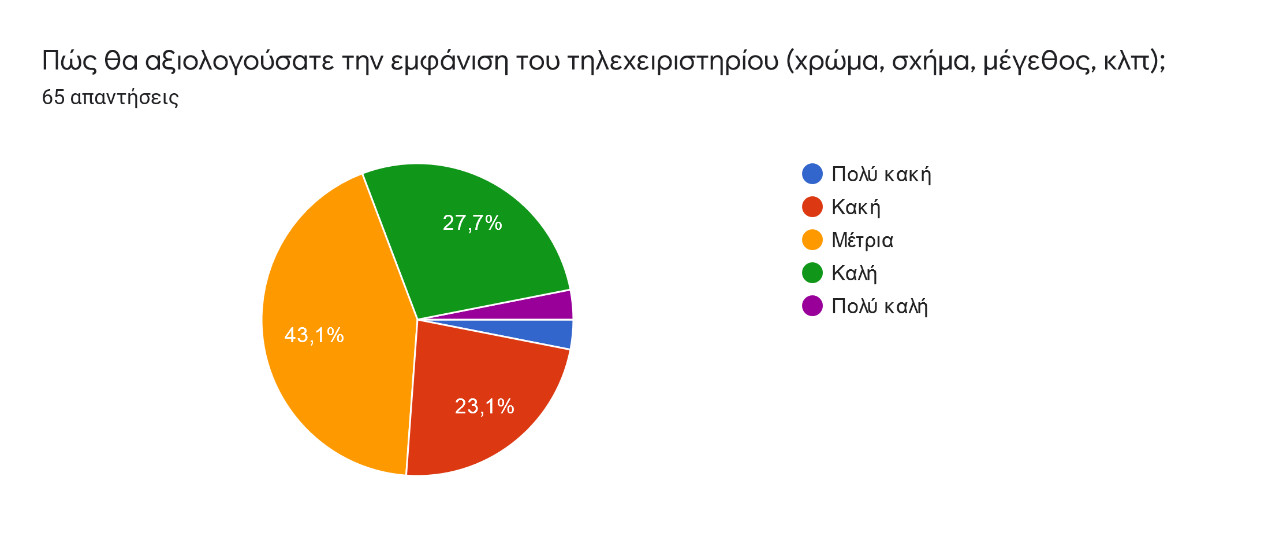 Πώς θα αξιολογούσατε την εμφάνιση του τηλεχειριστηρίου (χρώμα, σχήμα, μέγεθος, κλπ);
65 απαντήσεις
Πολύ κακή
Κακή
Μέτρια
Καλή
Πολύ καλή
27,7%
43,1%
23,1%